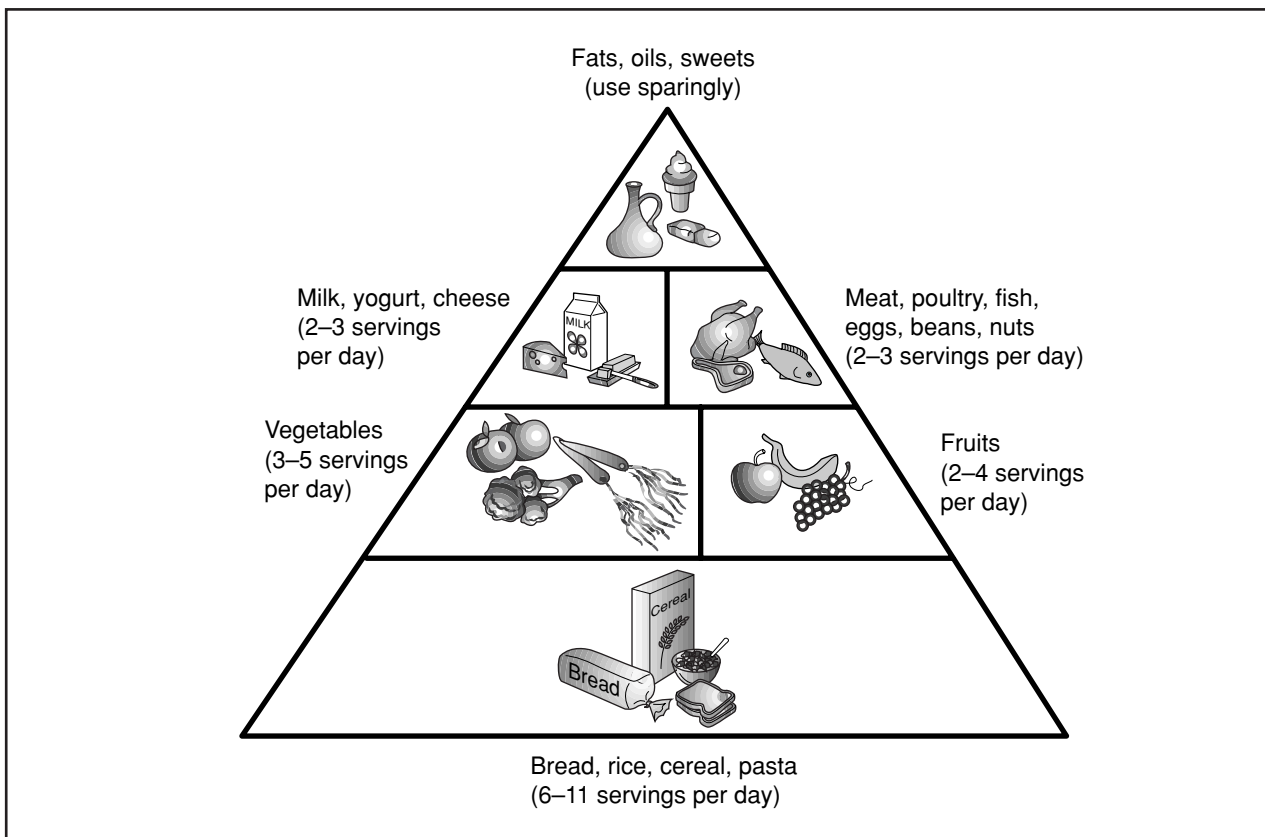 Fats, oils, sweets
(use sparingly)
Milk, yogurt, cheese
(2–3 servings
per day)
MILK
Meat, poultry, fish,
eggs, beans, nuts
(2–3 servings per day)
Vegetables
(3–5 servings
per day)
Fruits
(2–4 servings
per day)
Cereal
Bread
Bread, rice, cereal, pasta
(6–11 servings per day)